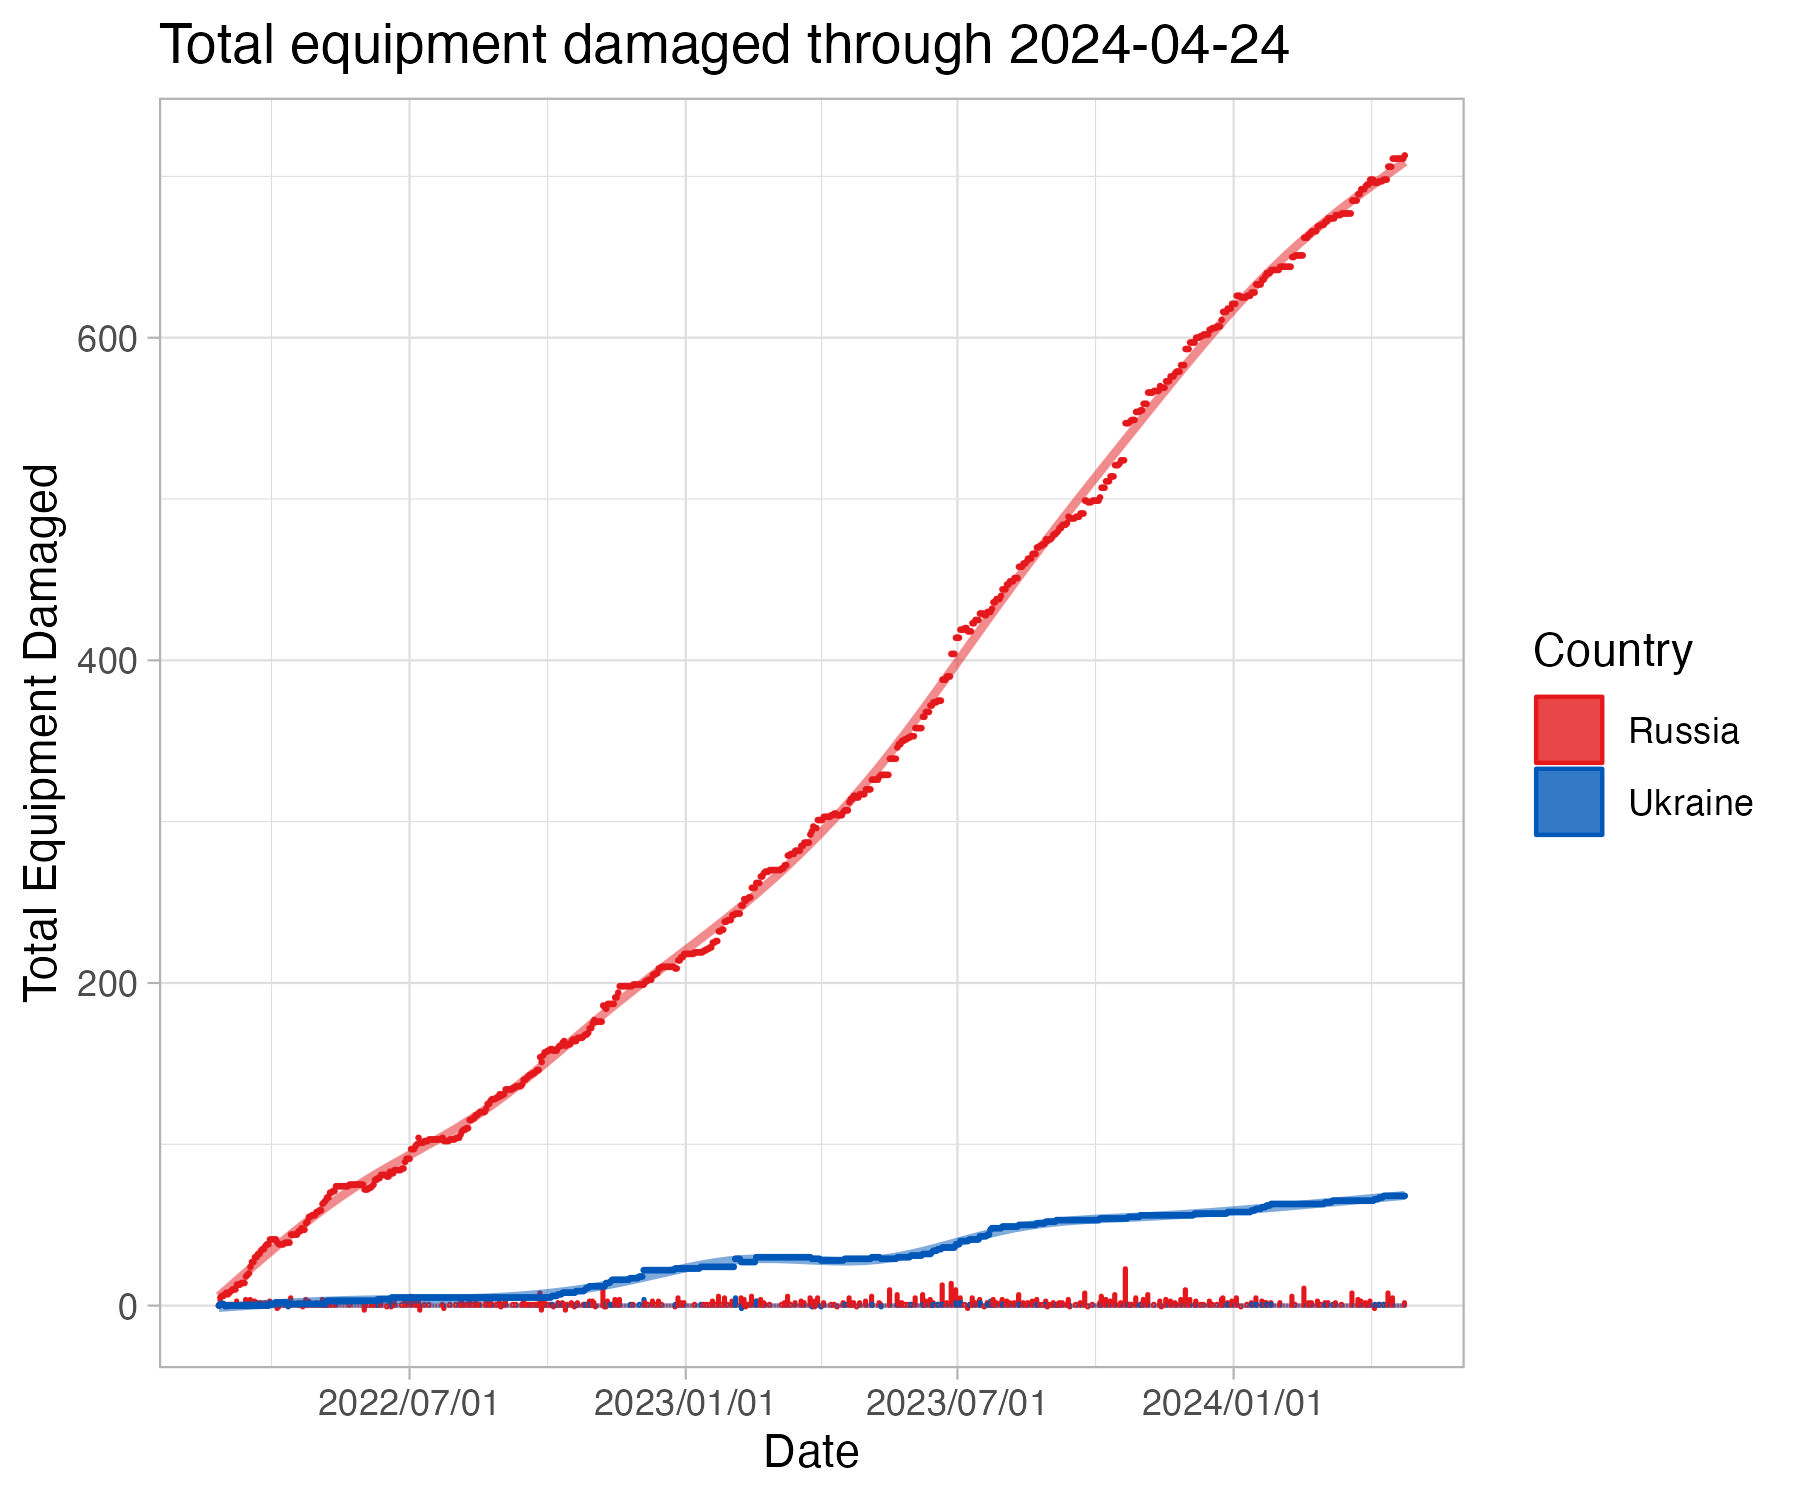 Total equipment damaged through 2024-04-24
Total Equipment Damaged
600
400
200
0
2022/07/01
2023/01/01
2023/07/01
2024/01/01
Date
Country
Russia
Ukraine